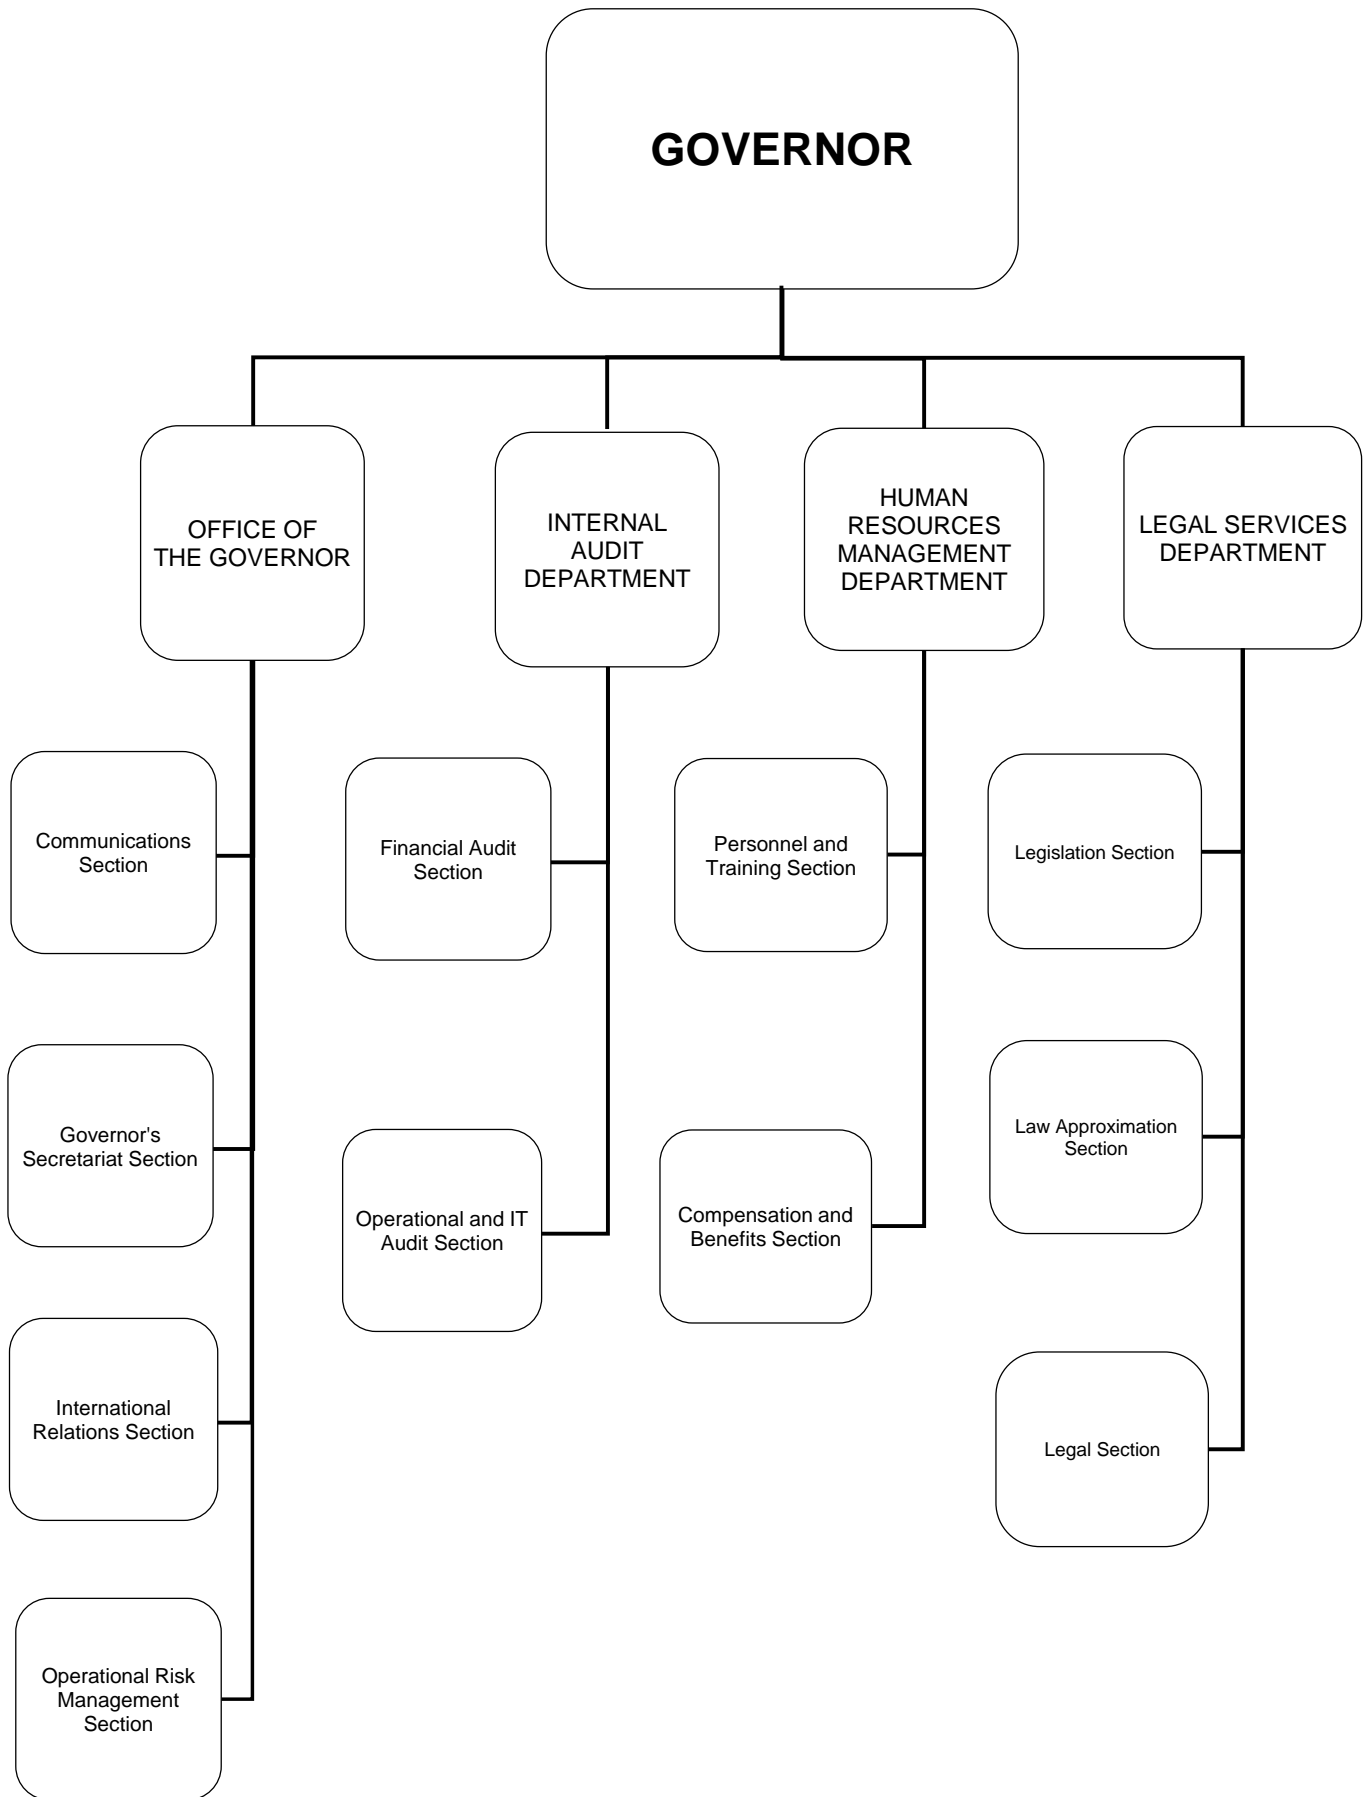 GOVERNOR
OFFICE OF
THE GOVERNOR
INTERNAL
AUDIT
DEPARTMENT
HUMAN
RESOURCES
MANAGEMENT
DEPARTMENT
LEGAL SERVICES
DEPARTMENT
Communications
Section
Financial Audit
Section
Personnel and
Training Section
Legislation Section
Governor's
Secretariat Section
Operational and IT
Audit Section
Compensation and
Benefits Section
Law Approximation
Section
International
Relations Section
Legal Section
Operational Risk
Management
Section